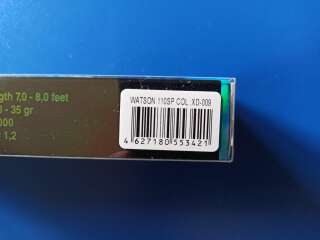 gth 7,0 - 8,0 feet
- 35 gr
000
1,2
WATSON 110SP COL :XD-009
4 627180 553421